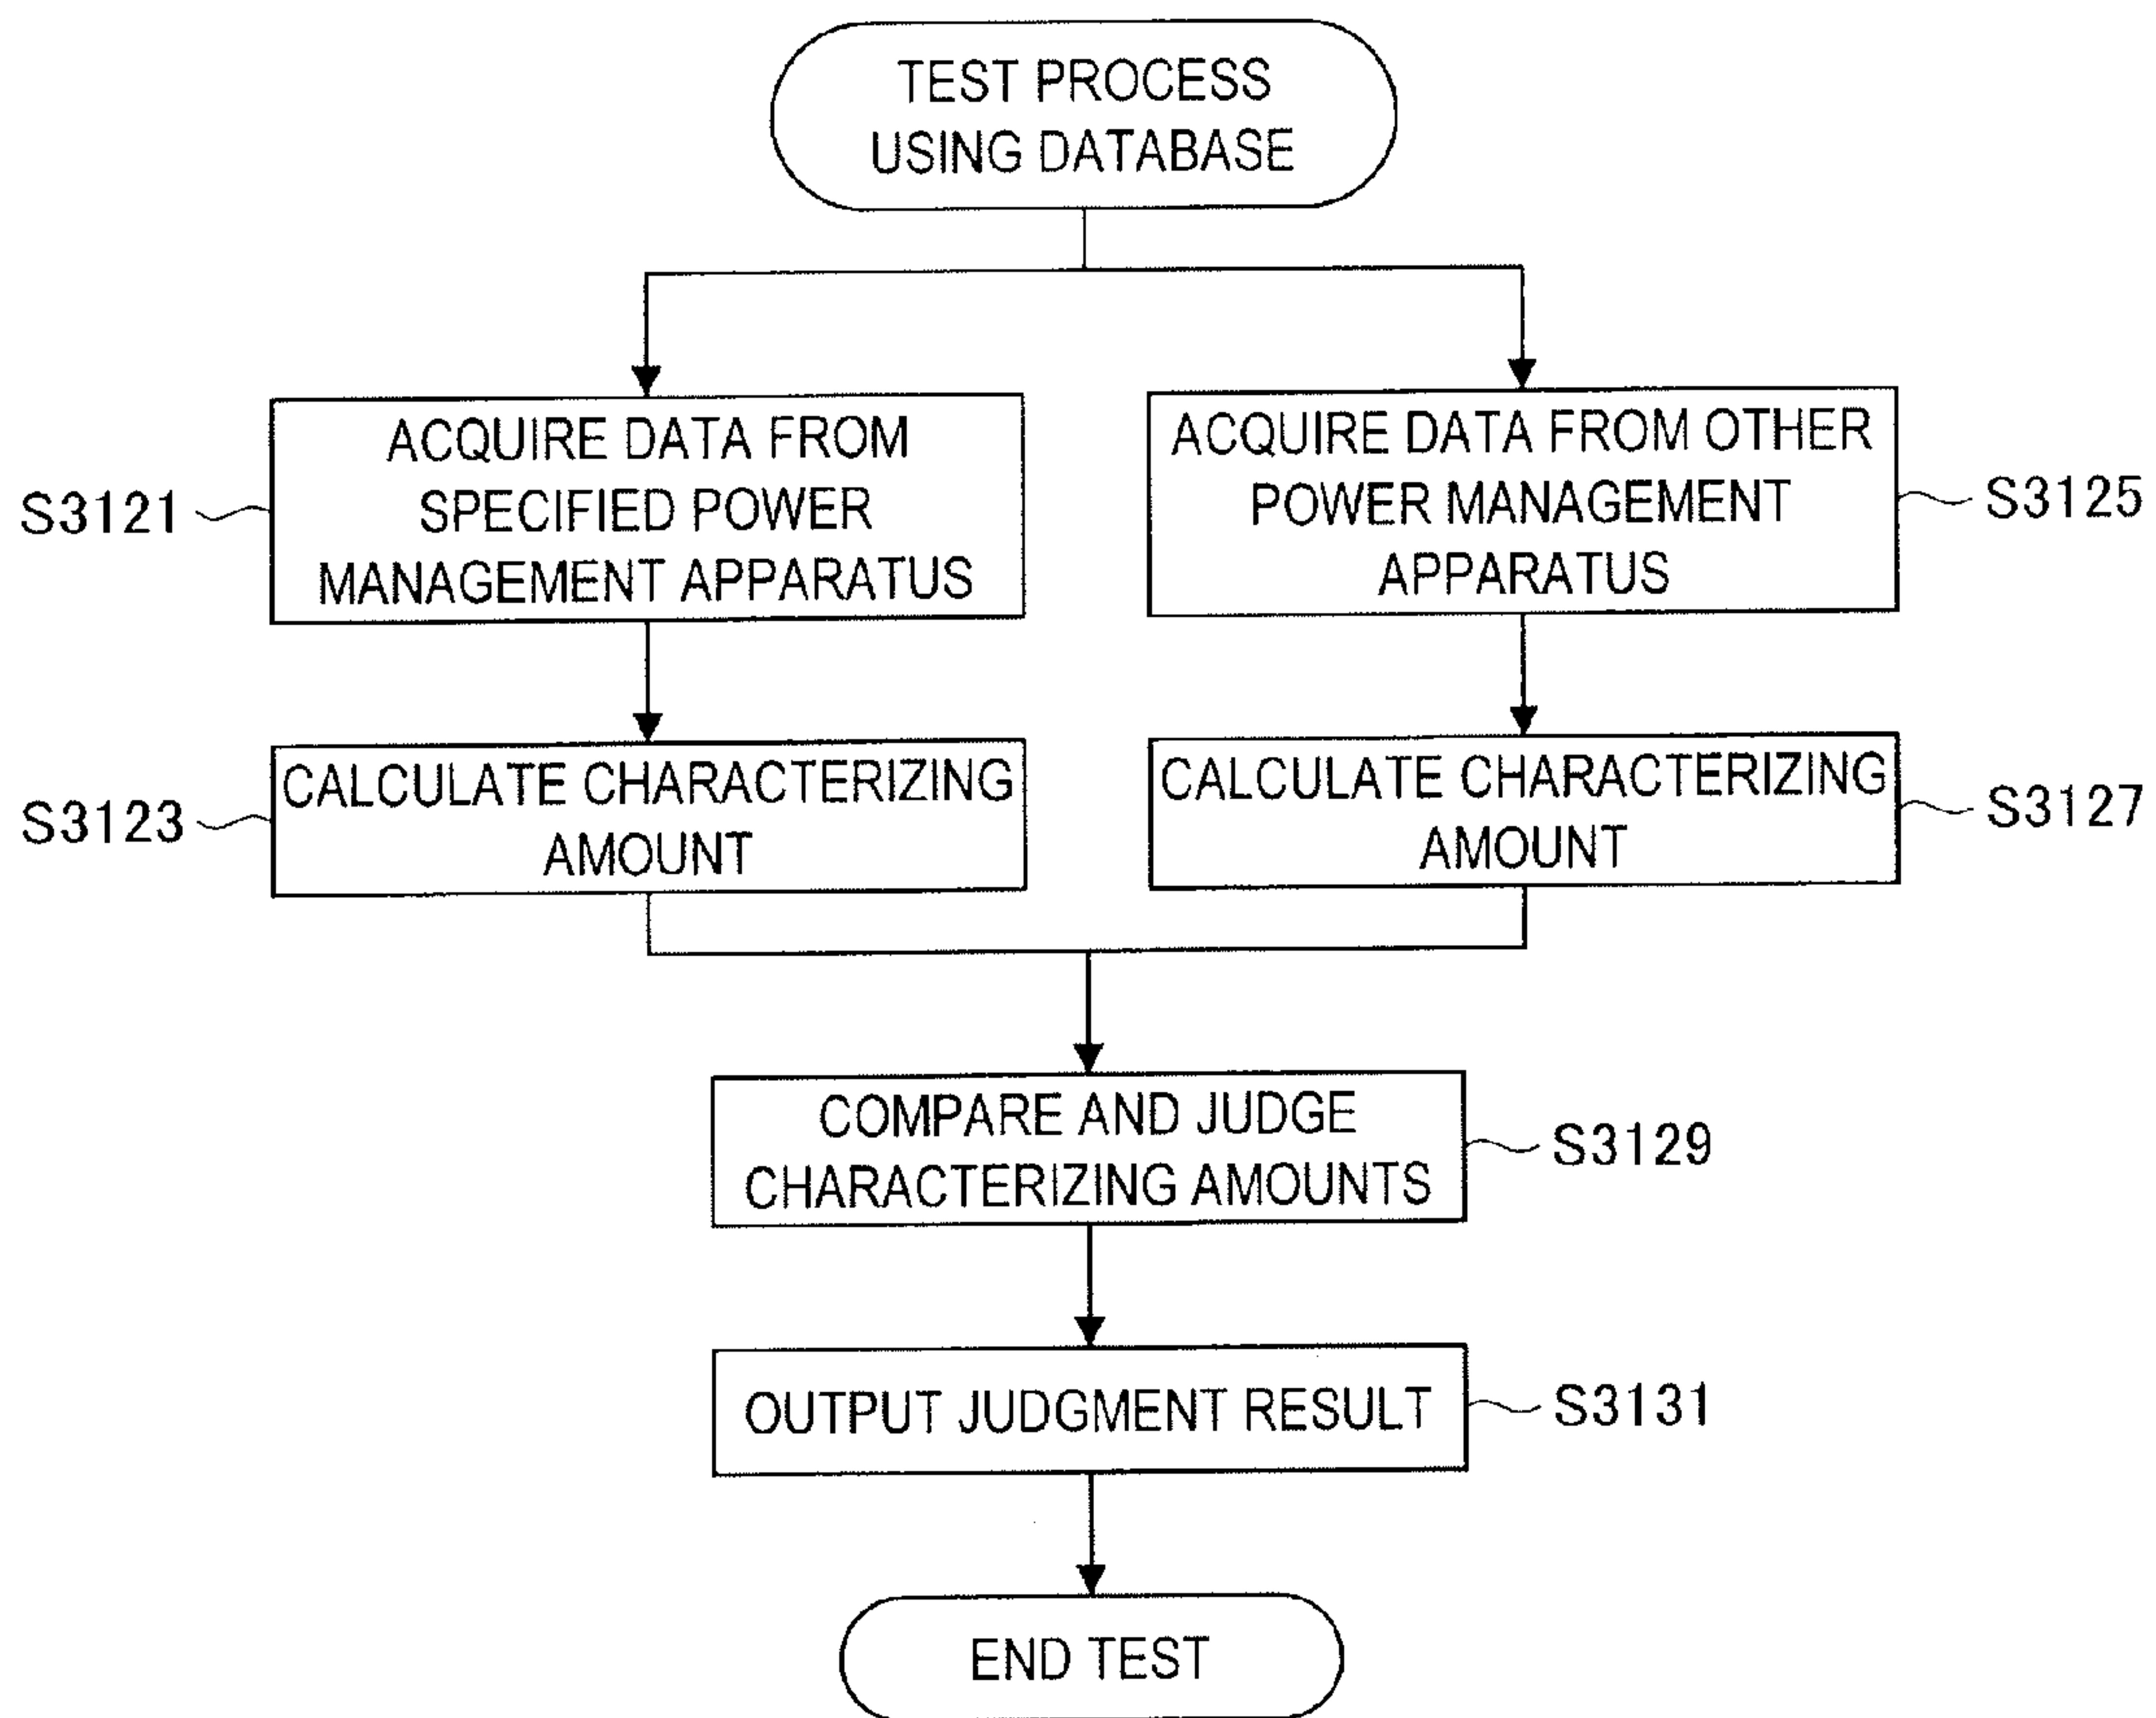 TEST PROCESS
USING DATABASE
S3121
ACQUIRE DATA FROM
SPECIFIED POWER
MANAGEMENT APPARATUS
ACQUIRE DATA FROM OTHER
POWER MANAGEMENT
APPARATUS
S3125
S3123
CALCULATE CHARACTERIZING
AMOUNT
CALCULATE CHARACTERIZING
AMOUNT
S3127
COMPARE AND JUDGE
CHARACTERIZING AMOUNTS
S3129
OUTPUT JUDGMENT RESULT
S3131
END TEST